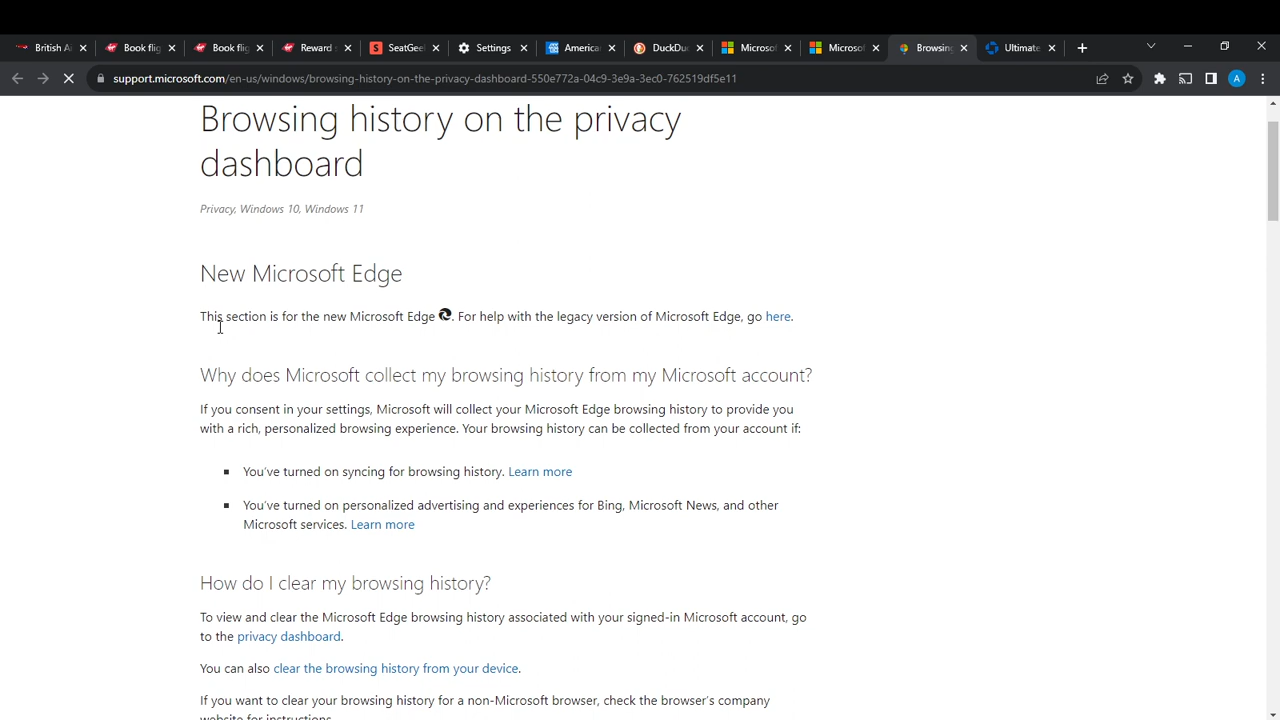 British Ai
Book flig
Book flig
Reward s
SeatGeel
Settings
America
DuckDuc
Microsof
Microsof
Browsing
Ultimate
support.microsoft.com/en-us/windows/browsing-history-on-the-privacy-dashboard-550e772a-04c9-3e9a-3ec0-762519df5e11
A
Browsing history on the privacy
dashboard
Privacy, Windows 10, Windows 11
New Microsoft Edge
This section is for the new Microsoft Edge . For help with the legacy version of Microsoft Edge, go here.
Why does Microsoft collect my browsing history from my Microsoft account?
If you consent in your settings, Microsoft will collect your Microsoft Edge browsing history to provide you
with a rich, personalized browsing experience. Your browsing history can be collected from your account if:
You've turned on syncing for browsing history. Learn more
You've turned on personalized advertising and experiences for Bing, Microsoft News, and other
Microsoft services. Learn more
How do I clear my browsing history?
To view and clear the Microsoft Edge browsing history associated with your signed-in Microsoft account, go
to the privacy dashboard.
You can also clear the browsing history from your device.
If you want to clear your browsing history for a non-Microsoft browser, check the browser's company
website for instructions.